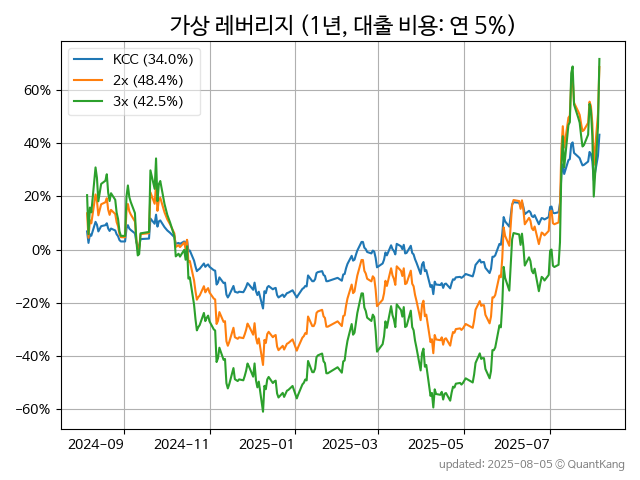 가상 레버리지 (1년, 대출 비용: 연 5%)
KCC (34.0%)
2x (48.4%)
3x (42.5%)
60%
40%
20%
0%
−20%
−40%
−60%
2024-09
2024-11
2025-01
2025-03
2025-05
2025-07
updated: 2025-08-05 © QuantKang